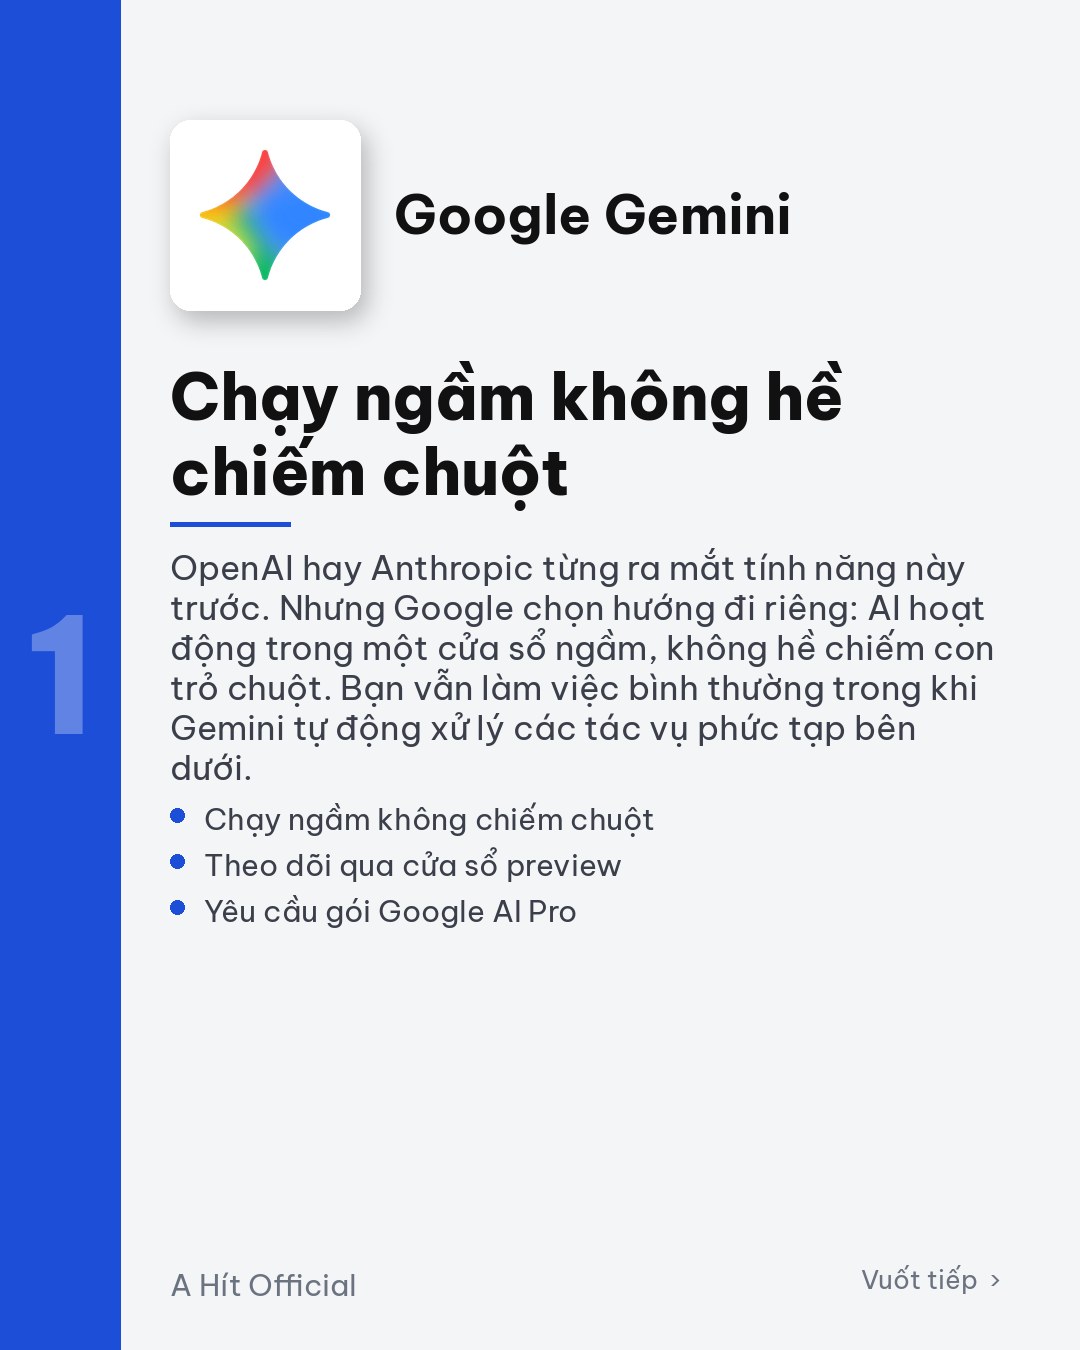 Google Gemini
Chạy ngầm không hề
chiếm chuột
OpenAI hay Anthropic từng ra mắt tính năng này
trước. Nhưng Google chọn hướng đi riêng: AI hoạt
động trong một cửa sổ ngầm, không hề chiếm con
trỏ chuột. Bạn vẫn làm việc bình thường trong khi
Gemini tự động xử lý các tác vụ phức tạp bên
dưới.
1
Chạy ngầm không chiếm chuột
Theo dõi qua cửa sổ preview
Yêu cầu gói Google AI Pro
A Hít Official
Vuốt tiếp ›